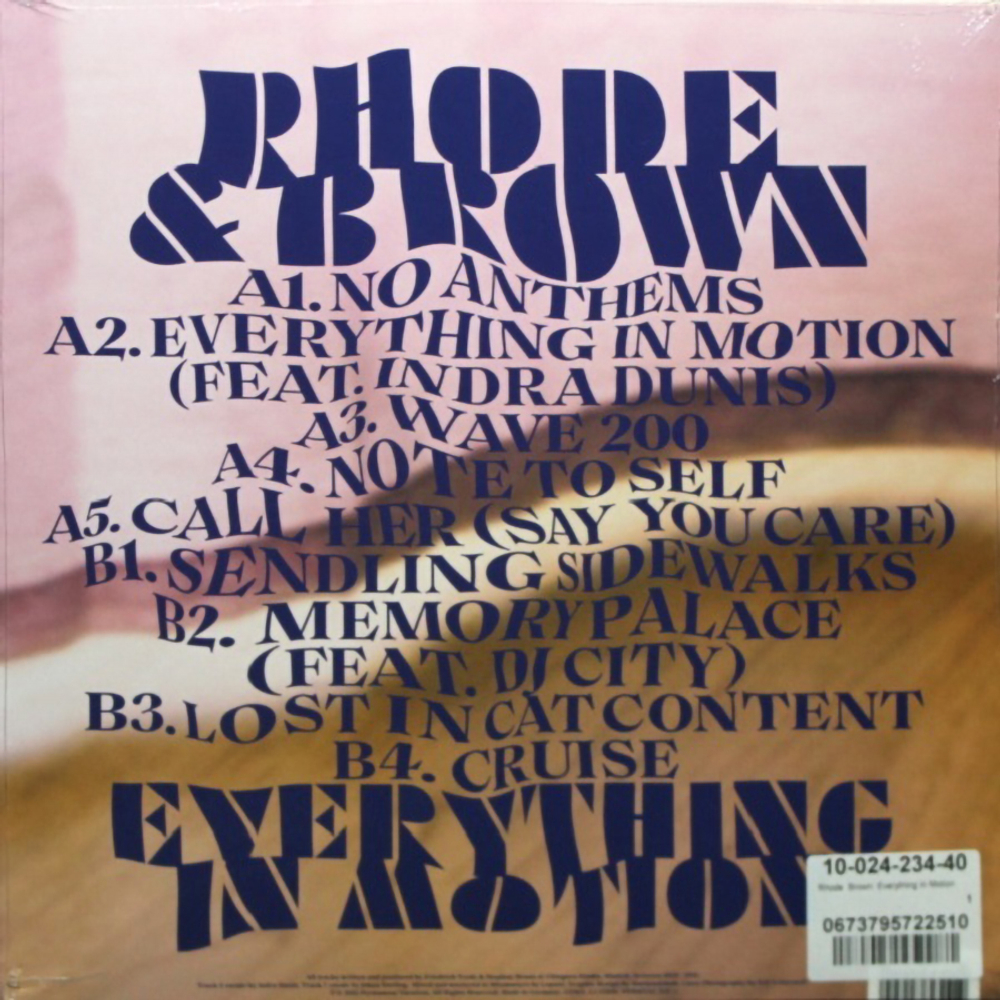 RHODE
& BROWN
A1. NO ANTHEMS
A2. EVERYTHING IN MOTION
(FEAT. INDRA DUNIS)
A3. WAVE 200
A4. NOTE TO SELF
A5. CALL HER (SAY YOU CARE)
B1. SENDLING SIDEWALKS
B2. MEMORY PALACE
(FEAT. DJ CITY)
B3. LOST IN CAT CONTENT
B4. CRUISE
EVERYTHING
IN MOTION
10-024-234-40
Rhode Brown: Everything In Motion
1
0673795722510